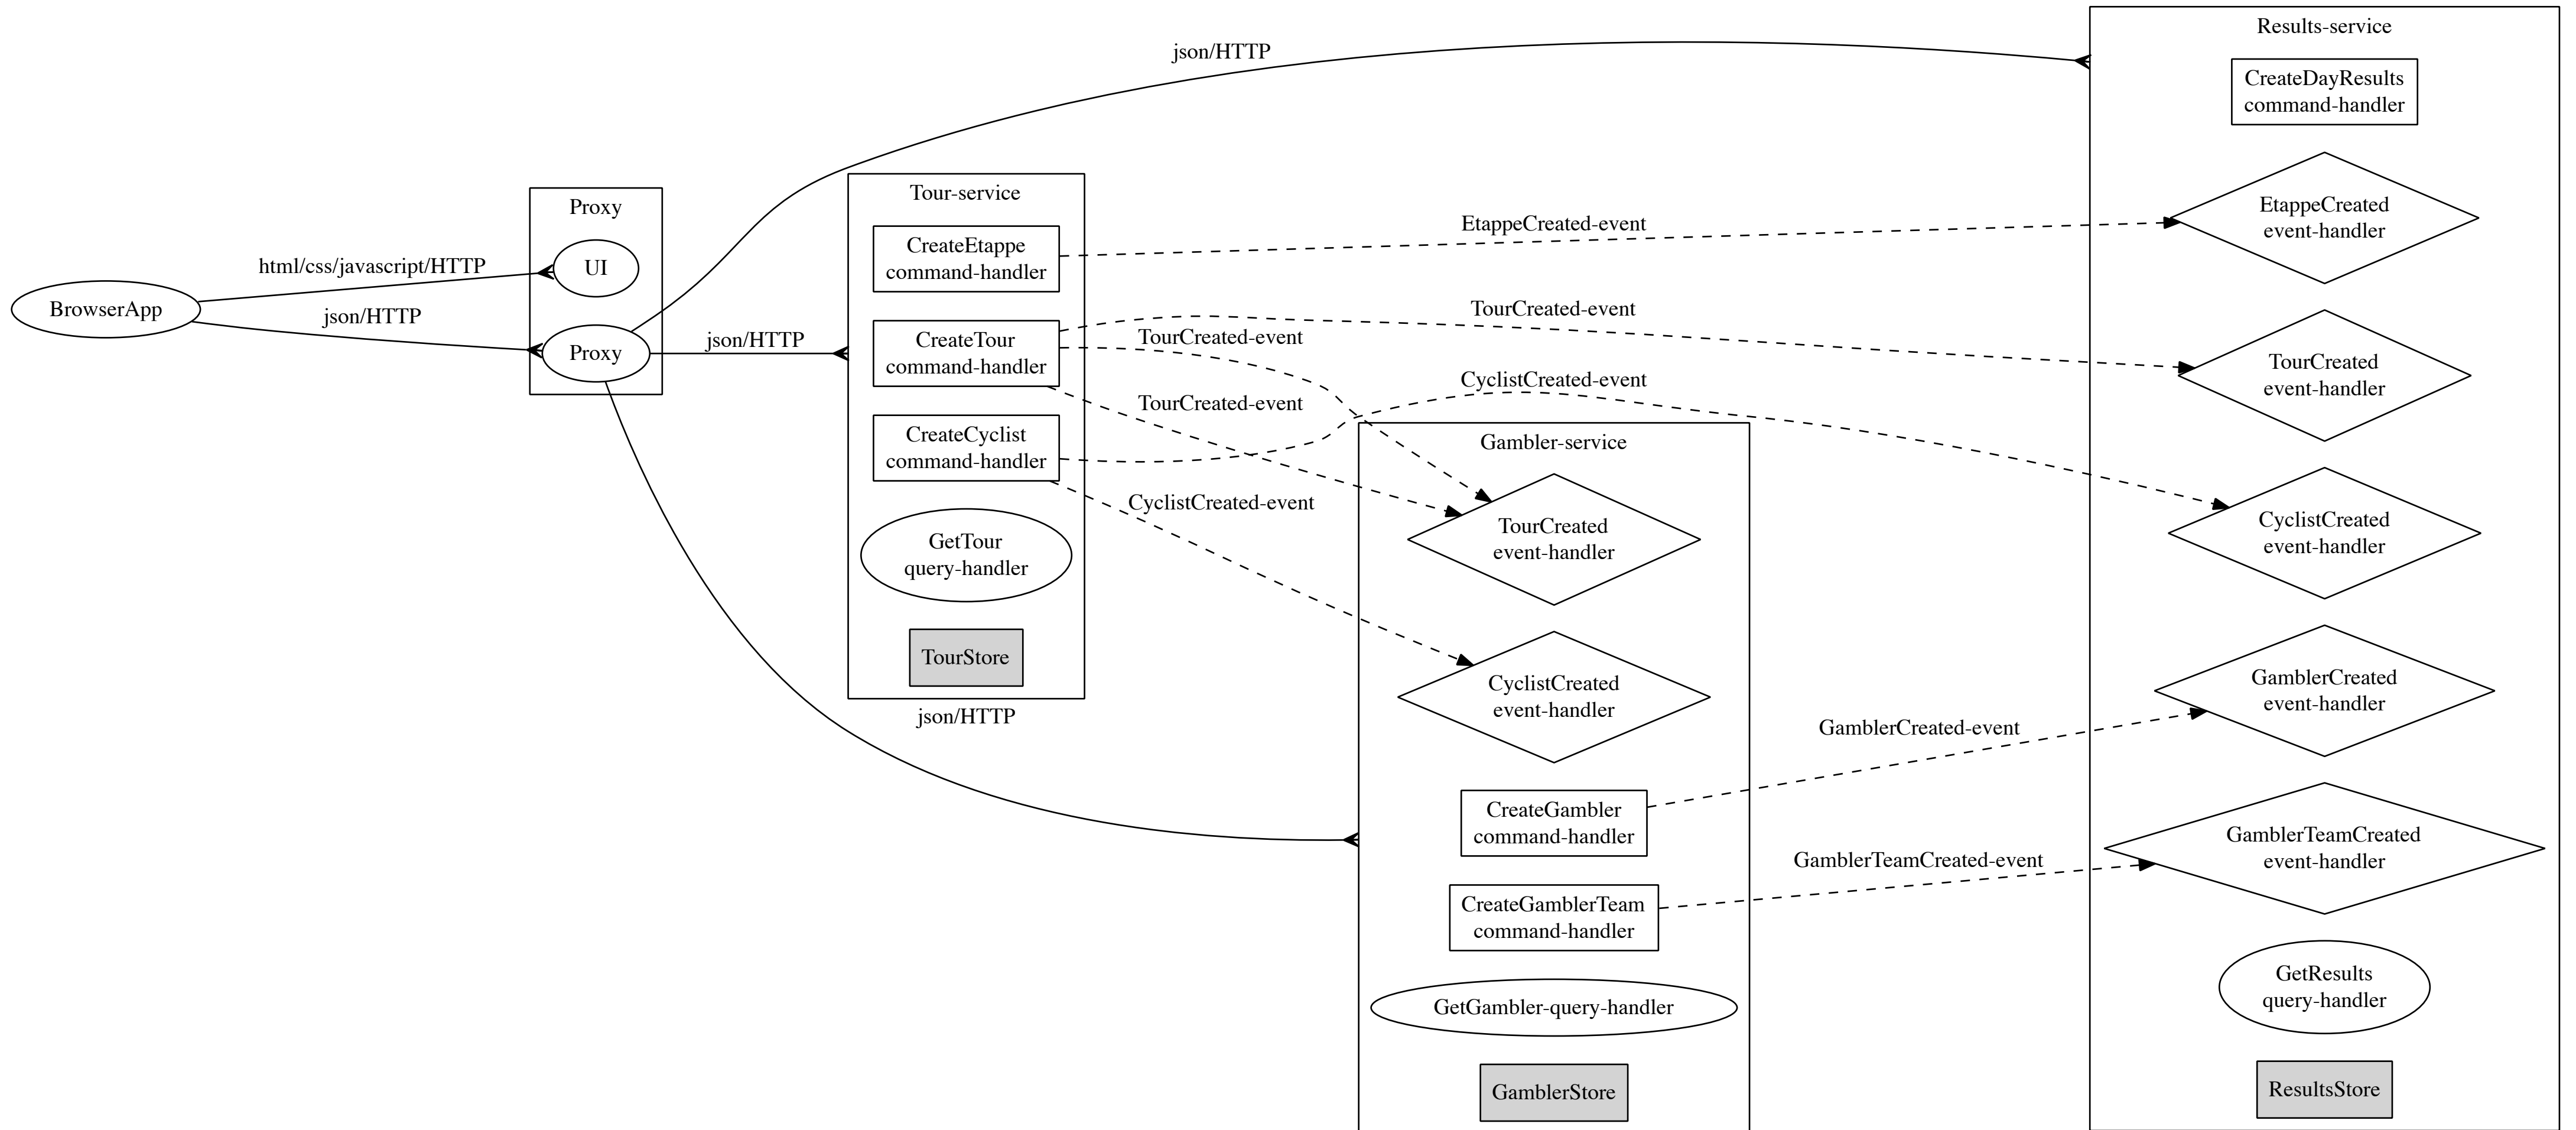 BrowserApp
html/css/javascript/HTTP
json/HTTP
Proxy
UI
Proxy
json/HTTP
json/HTTP
json/HTTP
Tour-service
CreateEtappe
command-handler
CreateTour
command-handler
CreateCyclist
command-handler
GetTour
query-handler
TourStore
EtappeCreated-event
TourCreated-event
TourCreated-event
CyclistCreated-event
TourCreated-event
CyclistCreated-event
Gambler-service
TourCreated
event-handler
CyclistCreated
event-handler
CreateGambler
command-handler
CreateGamblerTeam
command-handler
GetGambler-query-handler
GamblerStore
GamblerCreated-event
GamblerTeamCreated-event
Results-service
CreateDayResults
command-handler
EtappeCreated
event-handler
TourCreated
event-handler
CyclistCreated
event-handler
GamblerCreated
event-handler
GamblerTeamCreated
event-handler
GetResults
query-handler
ResultsStore